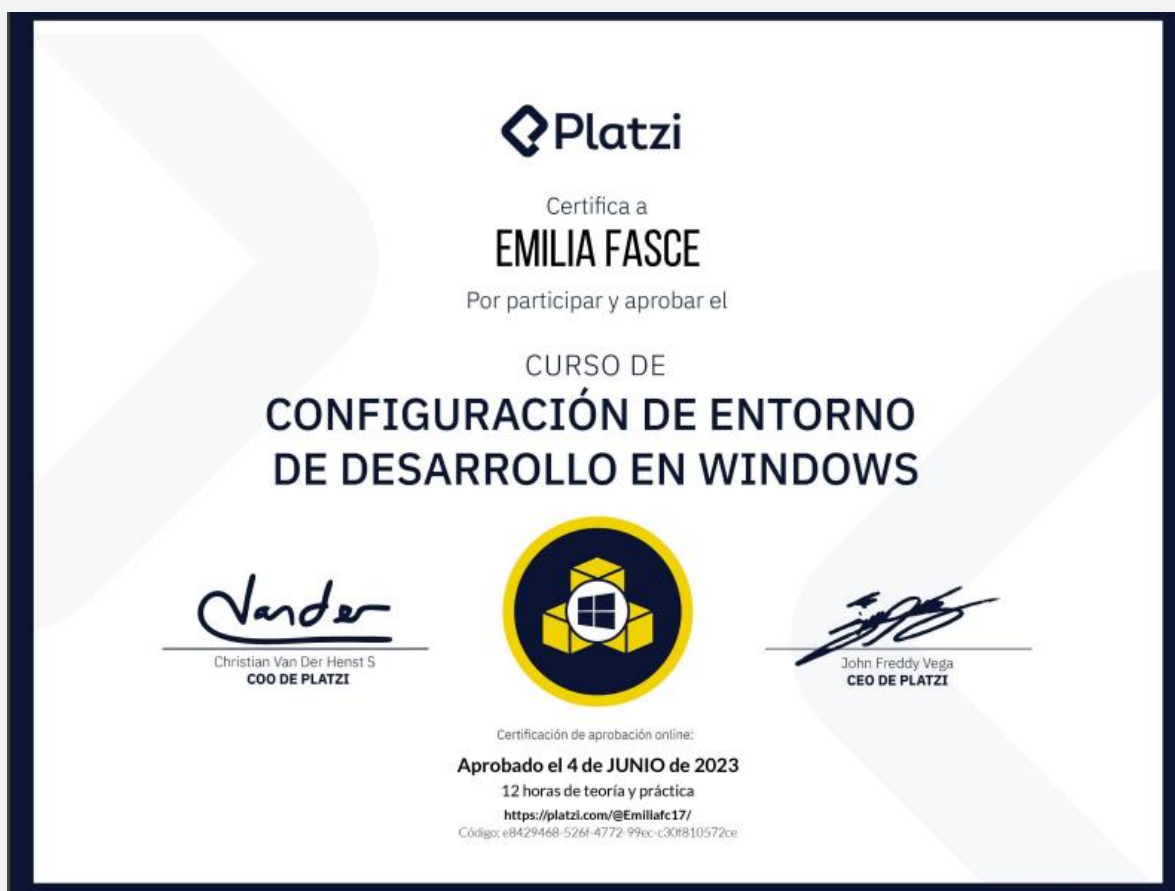 Platzi
Certifica a
EMILIA FASCE
Por participar y aprobar el
CURSO DE
CONFIGURACIÓN DE ENTORNO
DE DESARROLLO EN WINDOWS
Vander
Christian Van Der Henst S
COO DE PLATZI
John Freddy Vega
CEO DE PLATZI
Certificación de aprobación online:
Aprobado el 4 de JUNIO de 2023
12 horas de teoría y práctica
https://platzi.com/@Emiliafc17/
Código: e8429468-526f-4772-99ec-c30f810572ce